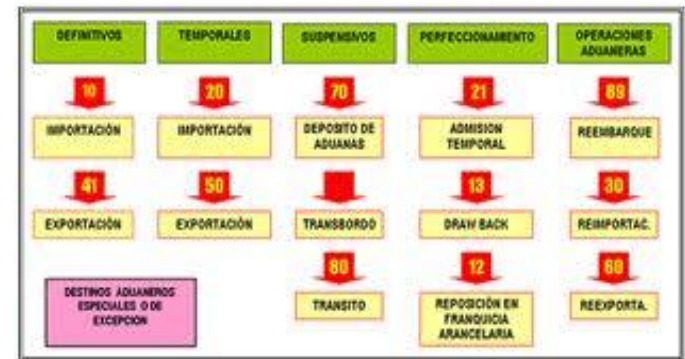 DEFINITIVOS
TEMPORALES
SUSPENSIVOS
PERFECCIONAMIENTO
OPERACIONES
ADUANERAS
10
20
70
21
89
IMPORTACIÓN
IMPORTACIÓN
DEPOSITO DE
ADUANAS
ADMISION
TEMPORAL
REEMBARQUE
41
50
13
30
EXPORTACIÓN
EXPORTACIÓN
TRANSBORDO
DRAW BACK
REIMPORTAC.
80
12
60
DESTINOS ADUANEROS
ESPECIALES O DE
EXCEPCION
TRANSITO
REPOSICIÓN EN
FRANQUICIA
ARANCELARIA
REEXPORTA.